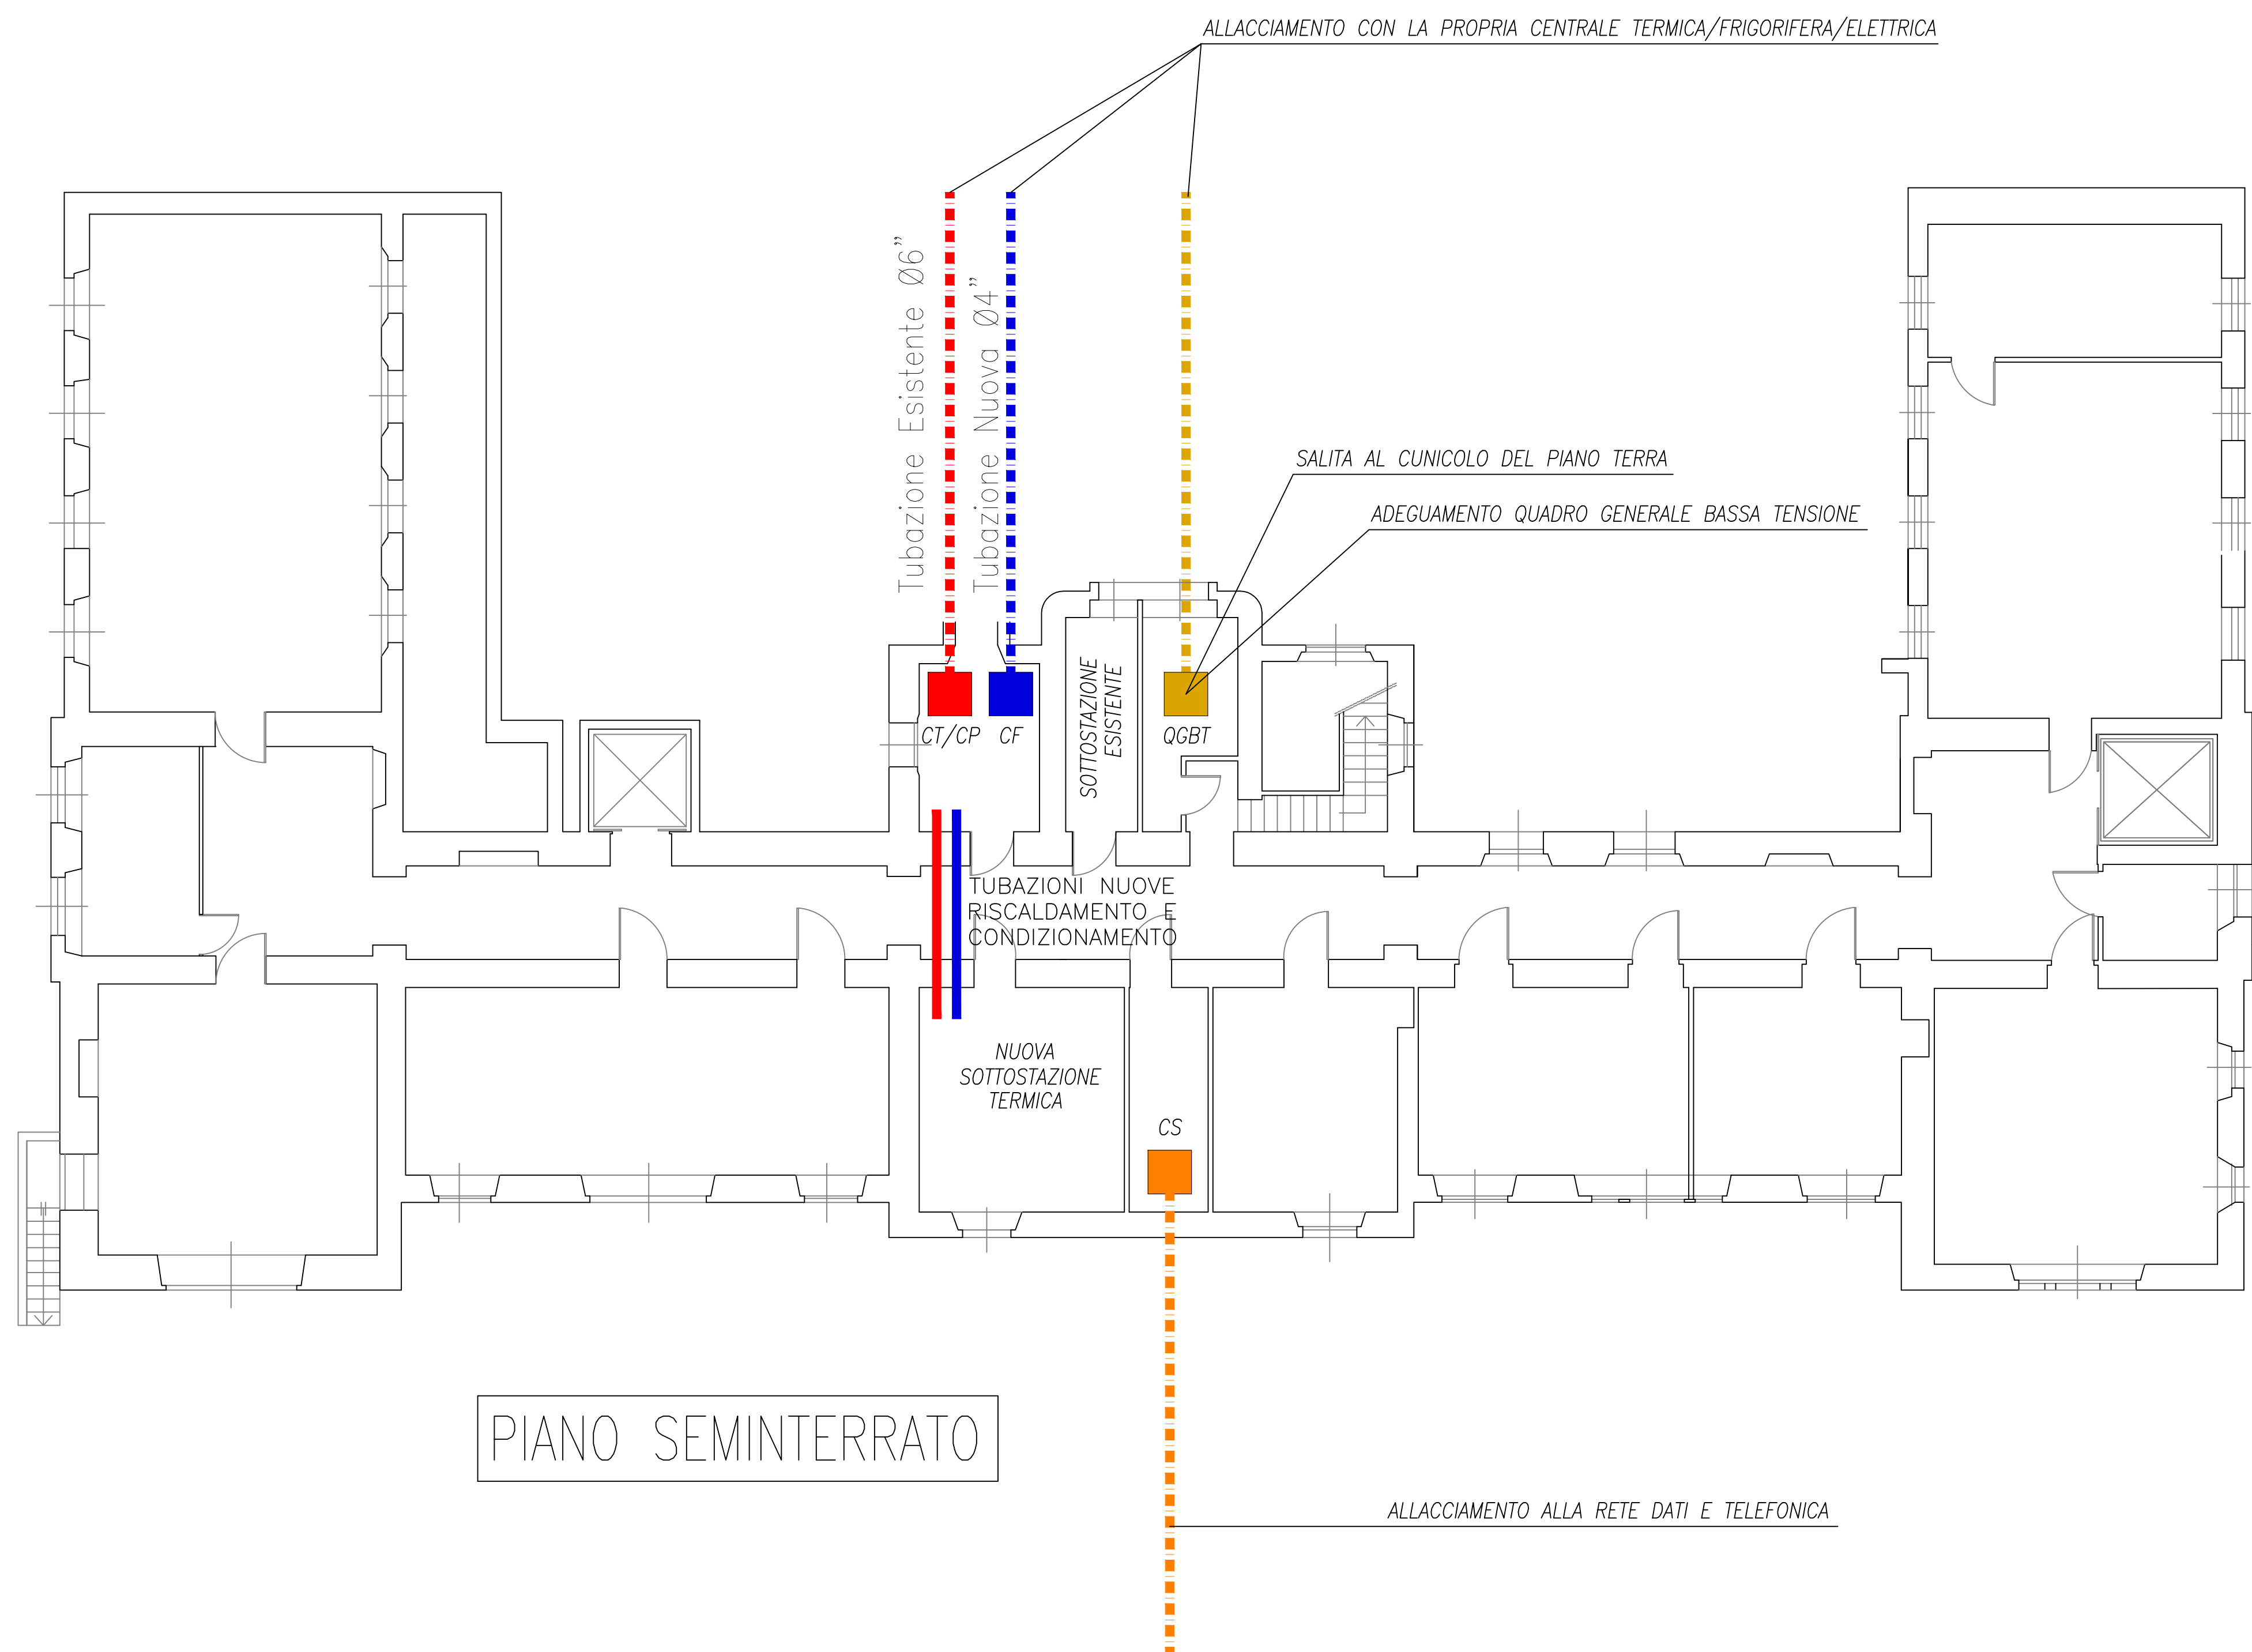 ALLACCIAMENTO CON LA PROPRIA CENTRALE TERMICA/FRIGORIFERA/ELETTRICA
Tubazione Esistente Ø6"
Tubazione Nuova Ø4"
SALITA AL CUNICOLO DEL PIANO TERRA
ADEGUAMENTO QUADRO GENERALE BASSA TENSIONE
SOTTOSTAZIONE
ESISTENTE
CT/CP
CF
QGBT
TUBAZIONI NUOVE
RISCALDAMENTO E
CONDIZIONAMENTO
NUOVA
SOTTOSTAZIONE
TERMICA
CS
PIANO SEMINTERRATO
ALLACCIAMENTO ALLA RETE DATI E TELEFONICA